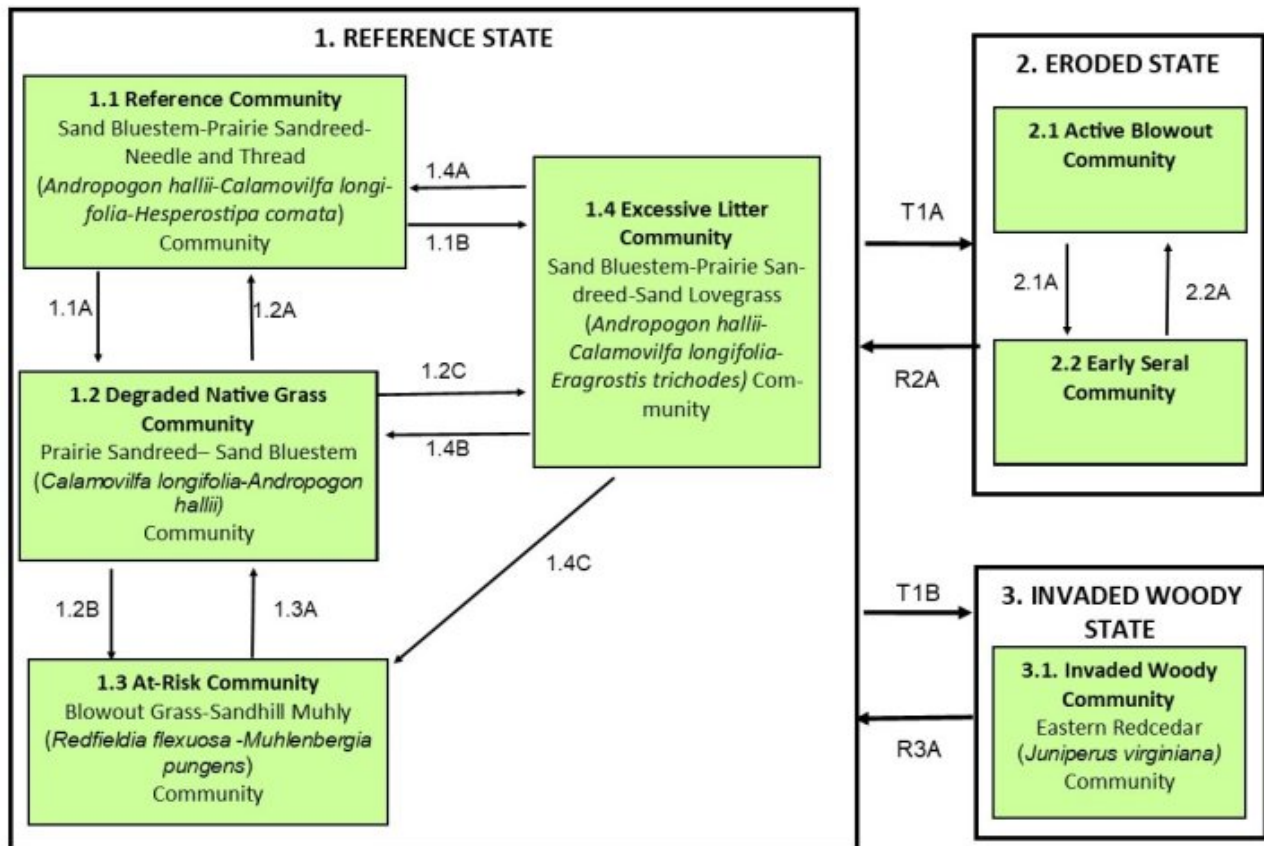 1. REFERENCE STATE
1.1 Reference Community
Sand Bluestem-Prairie Sandreed-
Needle and Thread
(Andropogon hallii-Calamovilfa longi-
folia-Hesperostipa comata)
Community
1.4A
1.1B
1.1A
1.2A
1.2 Degraded Native Grass
Community
Prairie Sandreed– Sand Bluestem
(Calamovilfa longifolia-Andropogon
hallii)
Community
1.2C
1.4B
1.2B
1.3A
1.3 At-Risk Community
Blowout Grass-Sandhill Muhly
(Redfieldia flexuosa -Muhlenbergia
pungens)
Community
1.4 Excessive Litter
Community
Sand Bluestem-Prairie San-
dreed-Sand Lovegrass
(Andropogon hallii-
Calamovilfa longifolia-
Eragrostis trichodes) Com-
munity
1.4C
T1A
R2A
T1B
R3A
2. ERODED STATE
2.1 Active Blowout
Community
2.1A
2.2A
2.2 Early Seral
Community
3. INVADED WOODY
STATE
3.1. Invaded Woody
Community
Eastern Redcedar
(Juniperus virginiana)
Community